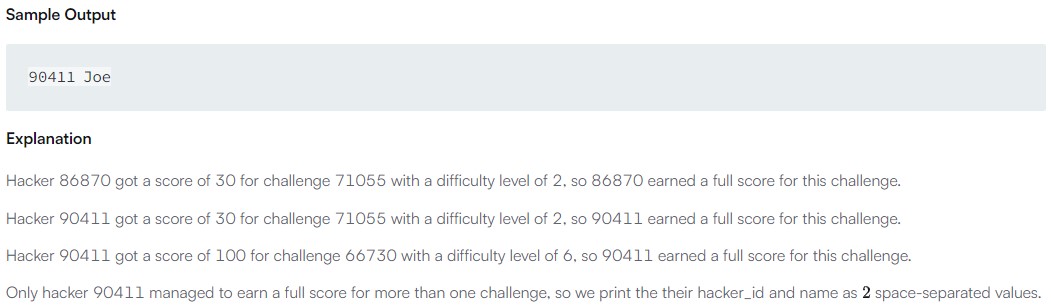 Sample Output
90411 Joe
Explanation
Hacker 86870 got a score of 30 for challenge 71055 with a difficulty level of 2, so 86870 earned a full score for this challenge.
Hacker 90411 got a score of 30 for challenge 71055 with a difficulty level of 2, so 90411 earned a full score for this challenge.
Hacker 90411 got a score of 100 for challenge 66730 with a difficulty level of 6, so 90411 earned a full score for this challenge.
Only hacker 90411 managed to earn a full score for more than one challenge, so we print the their hacker_id and name as 2 space-separated values.